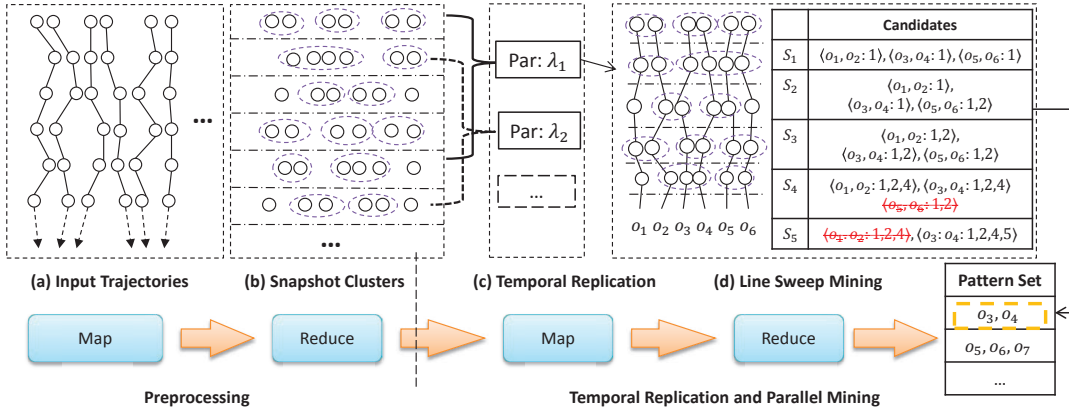 ...
...
Par: λ1
Par: λ2
...
o1 o2 o3 o4 o5 o6
Candidates
S1 ⟨o1, o2: 1⟩,⟨o3, o4: 1⟩,⟨o5, o6: 1⟩
S2 ⟨o1, o2: 1⟩,
⟨o3, o4: 1⟩, ⟨o5, o6: 1,2⟩
S3 ⟨o1, o2: 1,2⟩,
⟨o3, o4: 1,2⟩, ⟨o5, o6: 1,2⟩
S4 ⟨o1, o2: 1,2,4⟩,⟨o3, o4: 1,2,4⟩
⟨o5, o6: 1,2⟩
S5 ⟨o1, o2: 1,2,4⟩,⟨o3: o4: 1,2,4,5⟩
(a) Input Trajectories
(b) Snapshot Clusters
(c) Temporal Replication
(d) Line Sweep Mining
Map
Reduce
Map
Reduce
Pattern Set
o3, o4
o5, o6, o7
...
Preprocessing
Temporal Replication and Parallel Mining